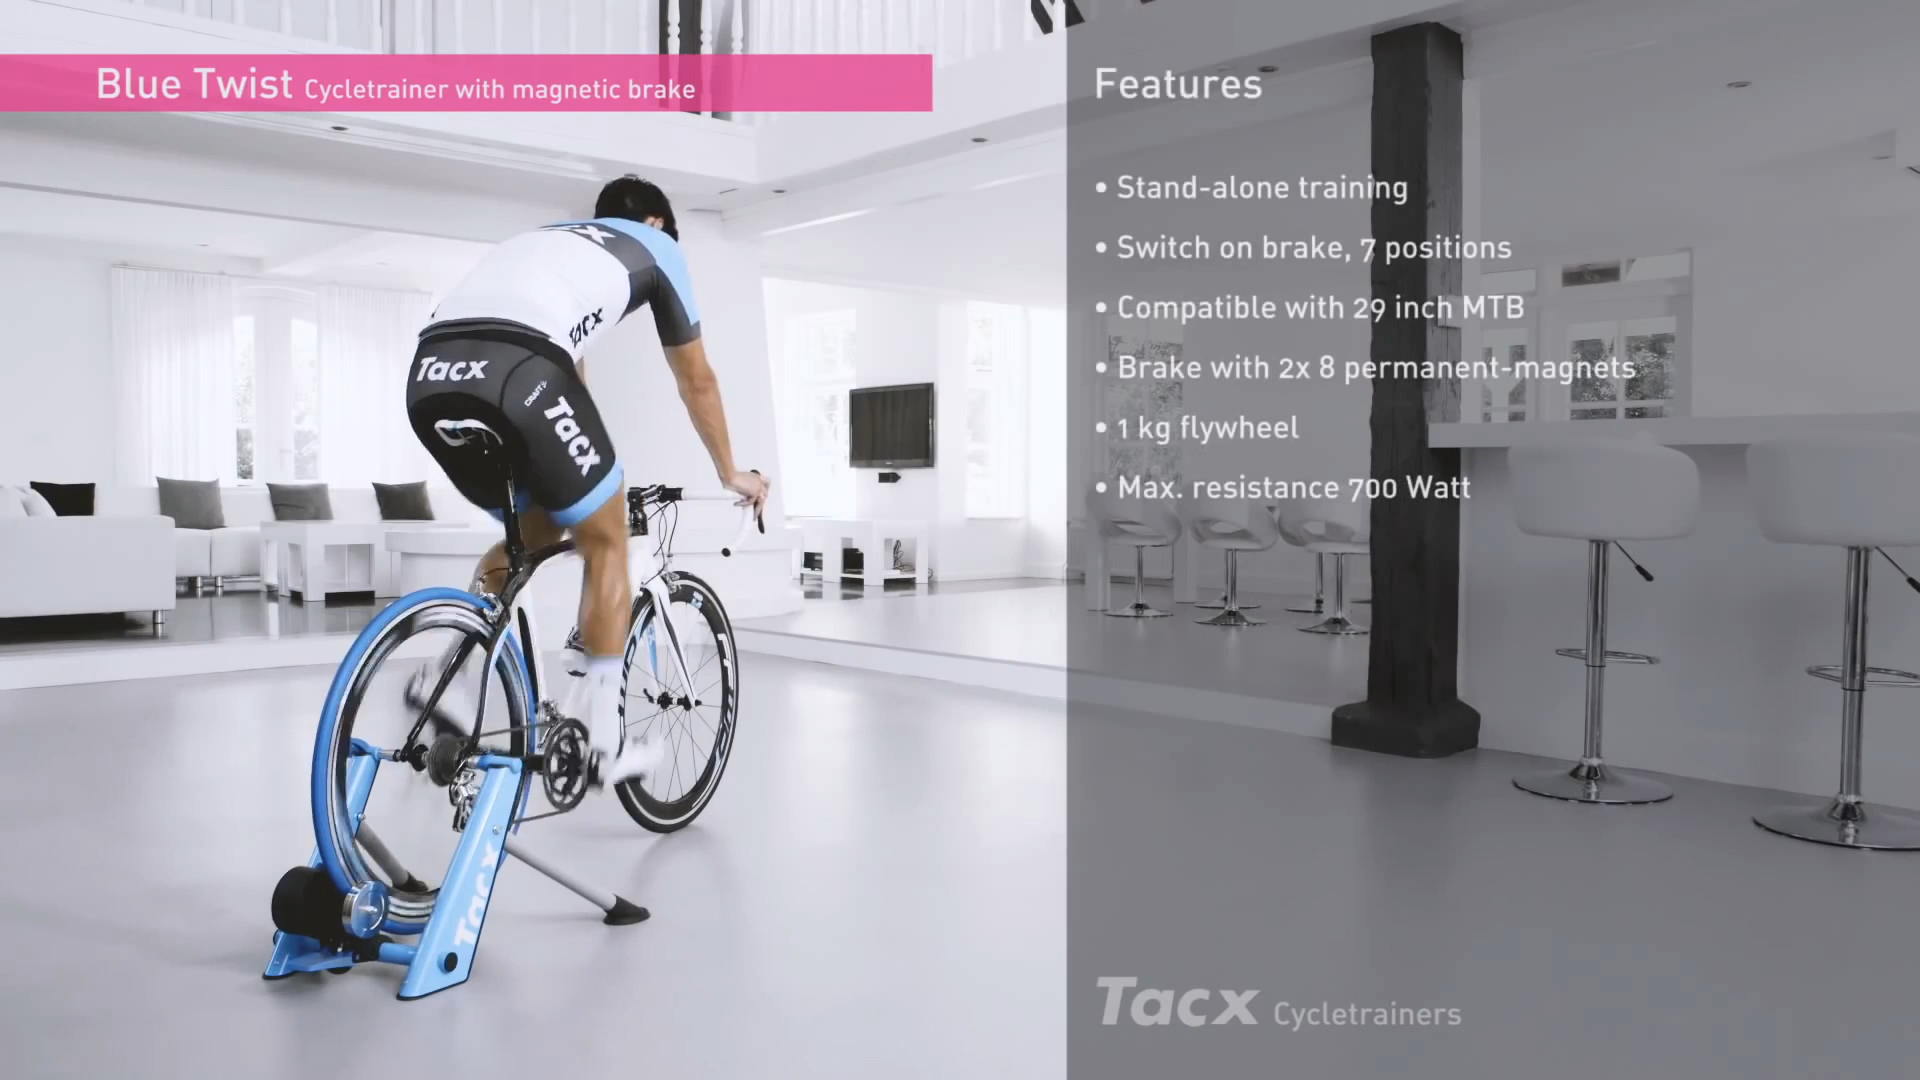 Blue Twist Cycletrainer with magnetic brake
Features
• Stand-alone training
• Switch on brake, 7 positions
• Compatible with 29 inch MTB
• Brake with 2x 8 permanent-magnets
• 1 kg flywheel
• Max. resistance 700 Watt
Tacx
Tacx
CRAFT
Tacx
Tacx
Tacx Cycletrainers